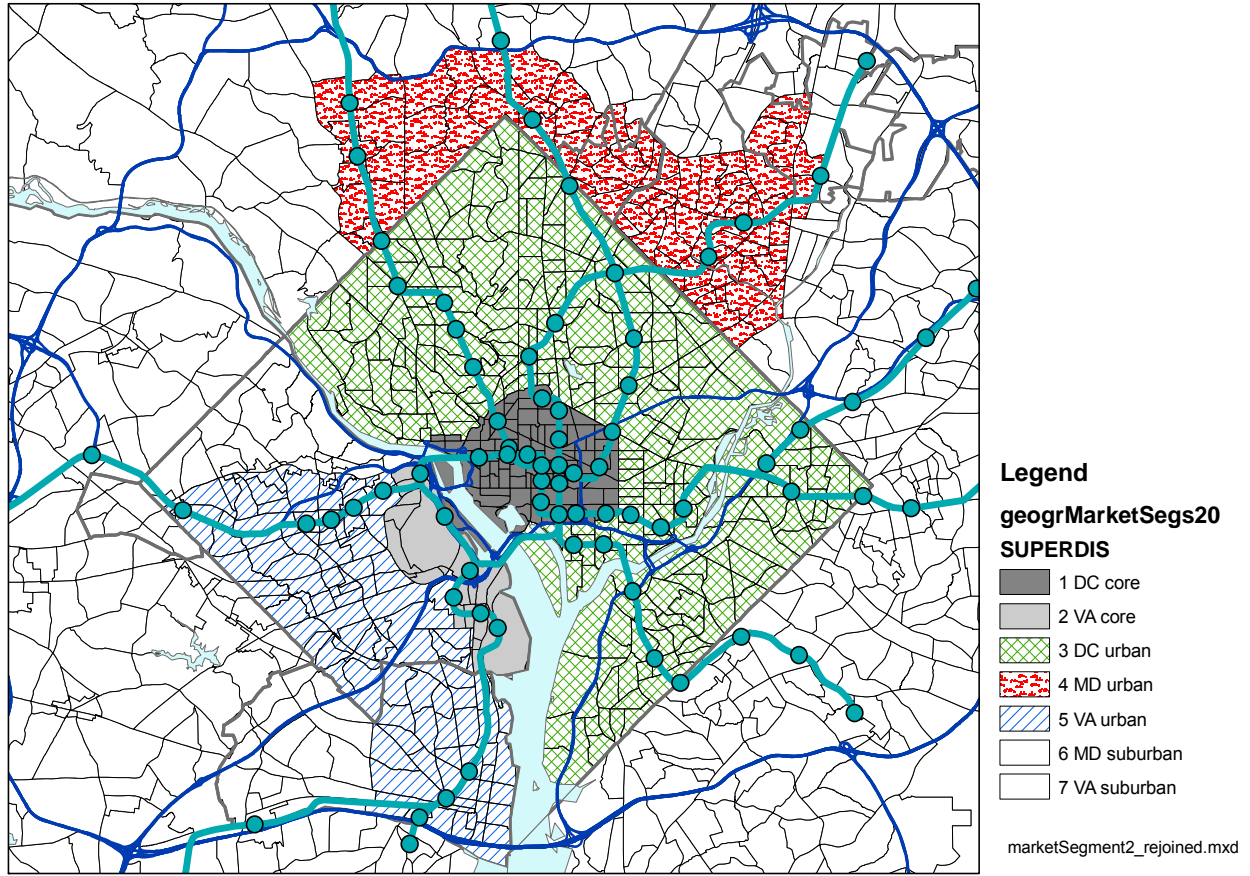 Legend
geogrMarketSegs20
SUPERDIS
1 DC core
2 VA core
3 DC urban
4 MD urban
5 VA urban
6 MD suburban
7 VA suburban
marketSegment2_rejoined.mxd